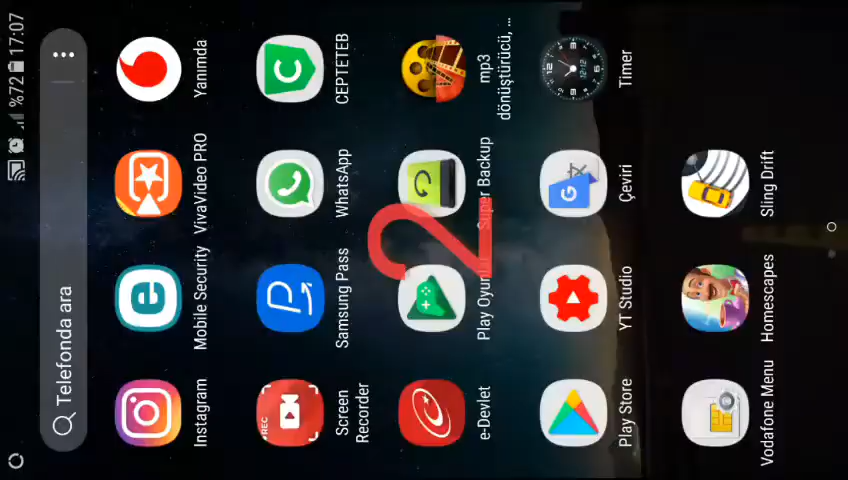 %72 17:07
Telefonda ara
Instagram
Mobile Security
VivaVideo PRO
Yanımda
REC
Screen
Recorder
Samsung Pass
WhatsApp
CEPTETEB
e-Devlet
Play Oyunlar
Super Backup
mp3
dönüştürücü, ...
2
Play Store
YT Studio
Çeviri
Timer
Vodafone Menu
Homescapes
Sling Drift